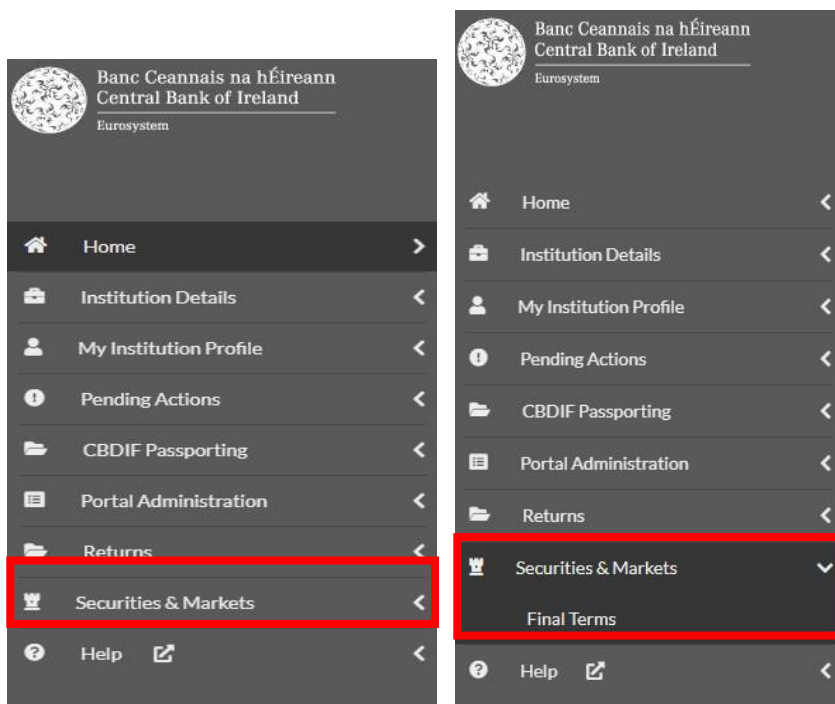 Banc Ceannais na hÉireann
Central Bank of Ireland
Eurosystem
Home
Institution Details
My Institution Profile
Pending Actions
CBDIF Passporting
Portal Administration
Returns
Securities & Markets
Help
Banc Ceannais na hÉireann
Central Bank of Ireland
Eurosystem
Home
Institution Details
My Institution Profile
Pending Actions
CBDIF Passporting
Portal Administration
Returns
Securities & Markets
Final Terms
Help